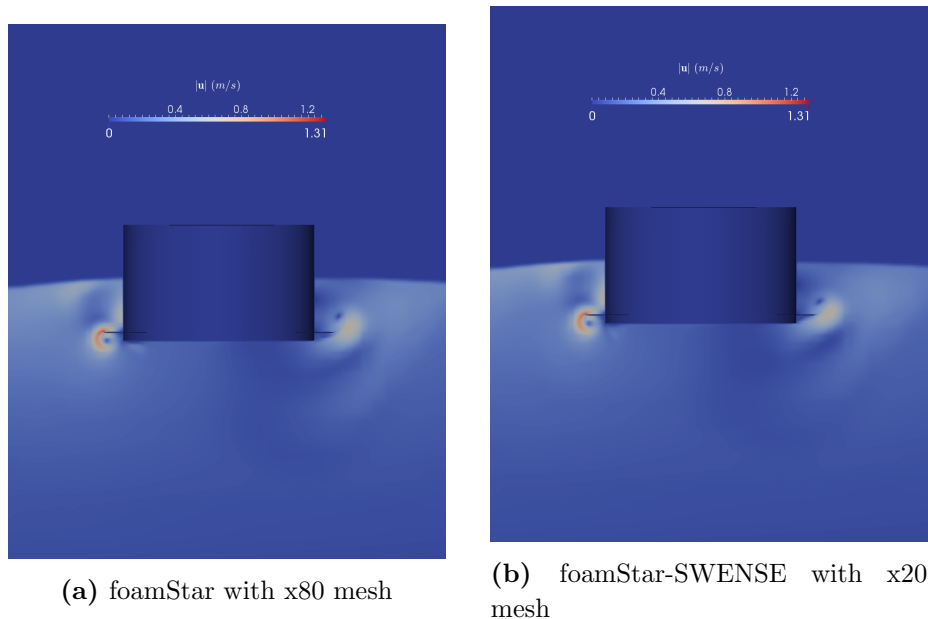 |u| (m/s)
0.4 0.8 1.2
0 1.31
(a) foamStar with x80 mesh
|u| (m/s)
0.4 0.8 1.2
0 1.31
(b) foamStar-SWENSE with x20
mesh